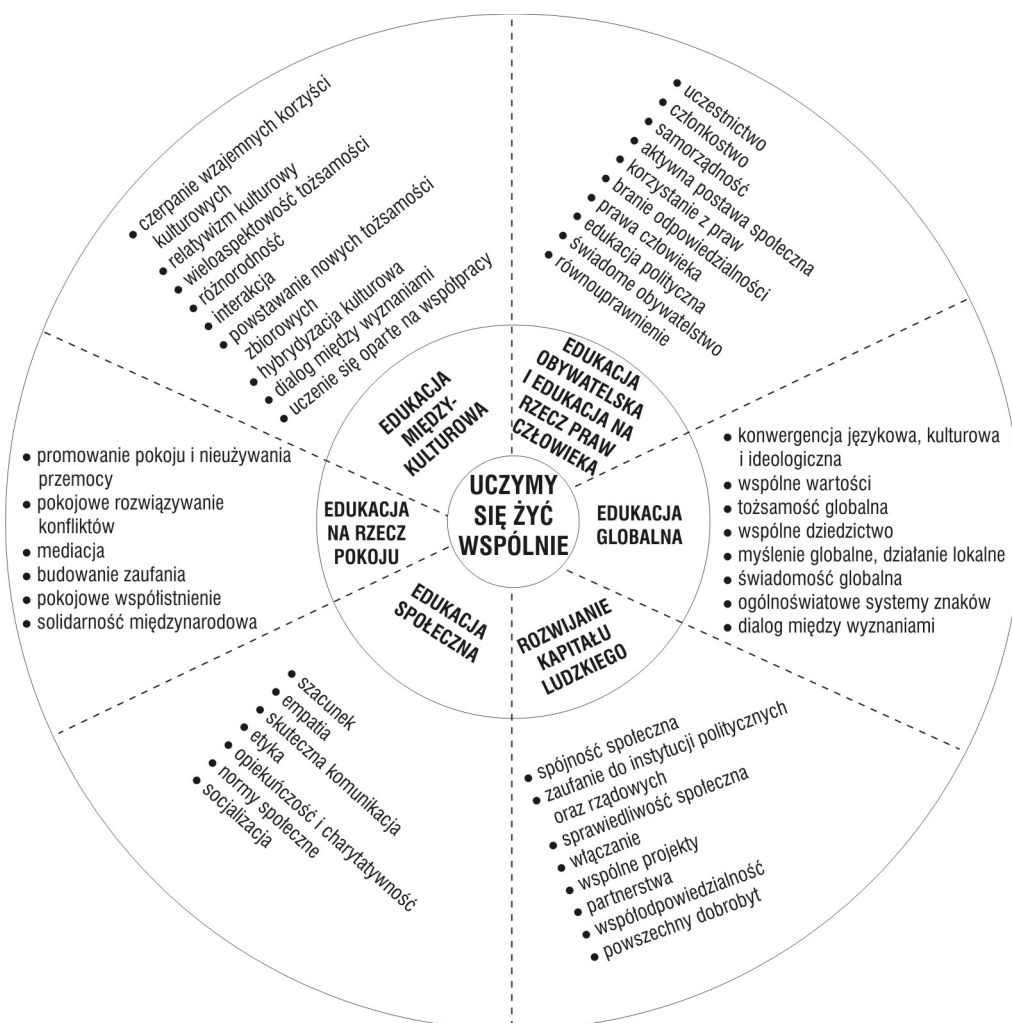 UCZYMY
SIĘ ŻYĆ
WSPÓLNIE
EDUKACJA
MIĘDZY-
KULTUROWA
• czerpanie wzajemnych korzyści
kulturowych
• relatywizm kulturowy
• wieloaspektowość tożsamości
• różnorodność
• interakcja
• powstawanie nowych tożsamości
zbiorowych
• hybrydyzacja kulturowa
• dialog między wyznaniami
• uczenie się oparte na współpracy
EDUKACJA
OBYWATELSKA
I EDUKACJA NA
RZECZ PRAW
CZŁOWIEKA
• uczestnictwo
• członkostwo
• samorządność
• aktywna postawa społeczna
• korzystanie z praw
• branie odpowiedzialności
• prawa człowieka
• edukacja polityczna
• świadome obywatelstwo
• równouprawnienie
EDUKACJA
GLOBALNA
• konwergencja językowa, kulturowa
i ideologiczna
• wspólne wartości
• tożsamość globalna
• wspólne dziedzictwo
• myślenie globalne, działanie lokalne
• świadomość globalna
• ogólnoświatowe systemy znaków
• dialog między wyznaniami
ROZWIJANIE
KAPITAŁU
LUDZKIEGO
• spójność społeczna
• zaufanie do instytucji politycznych
oraz rządowych
• sprawiedliwość społeczna
• włączanie
• wspólne projekty
• partnerstwa
• współodpowiedzialność
• powszechny dobrobyt
EDUKACJA
SPOŁECZNA
• szacunek
• empatia
• skuteczna komunikacja
• etyka
• opiekuńczość i charytatywność
• normy społeczne
• socjalizacja
EDUKACJA
NA RZECZ
POKOJU
• promowanie pokoju i nieużywania
przemocy
• pokojowe rozwiązywanie
konfliktów
• mediacja
• budowanie zaufania
• pokojowe współistnienie
• solidarność międzynarodowa